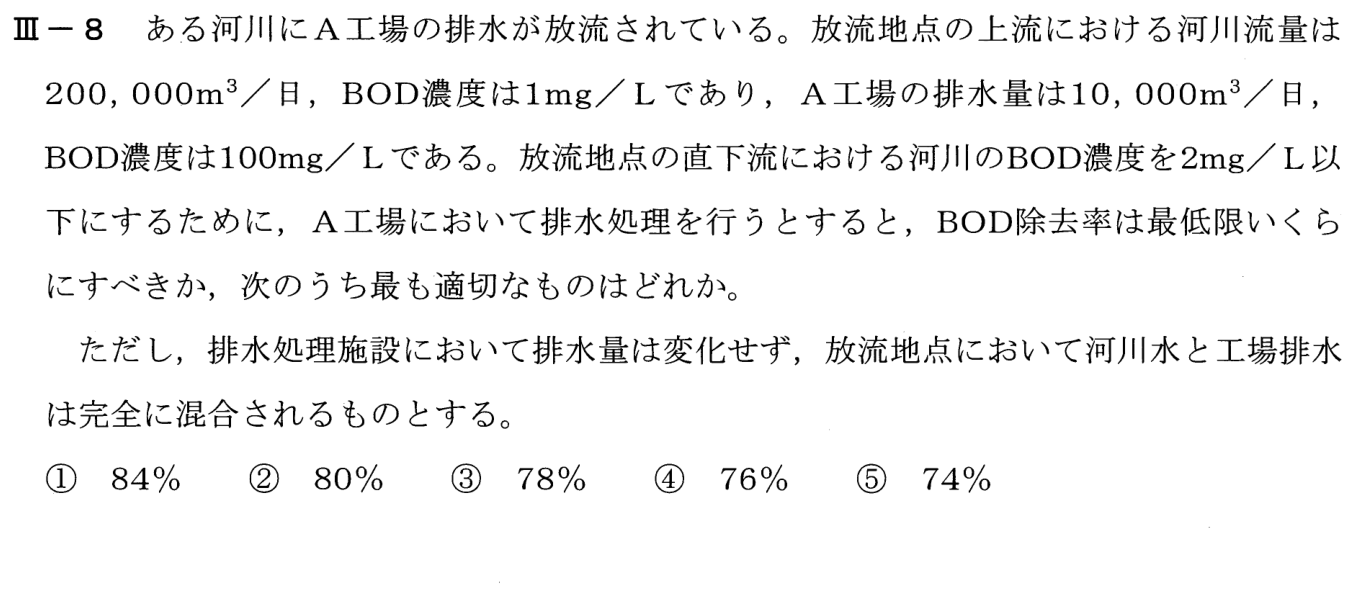 Ⅲ－８　ある河川にＡ工場の排水が放流されている。放流地点の上流における河川流量は
200, 000m³／日，BOD濃度は1mg／Ｌであり，Ａ工場の排水量は10, 000m³／日，
BOD濃度は100mg／Ｌである。放流地点の直下流における河川のBOD濃度を2mg／Ｌ以
下にするために，Ａ工場において排水処理を行うとすると，BOD除去率は最低限いくら
にすべきか，次のうち最も適切なものはどれか。
ただし，排水処理施設において排水量は変化せず，放流地点において河川水と工場排水
は完全に混合されるものとする。
①　84％　　②　80％　　③　78％　　④　76％　　⑤　74％